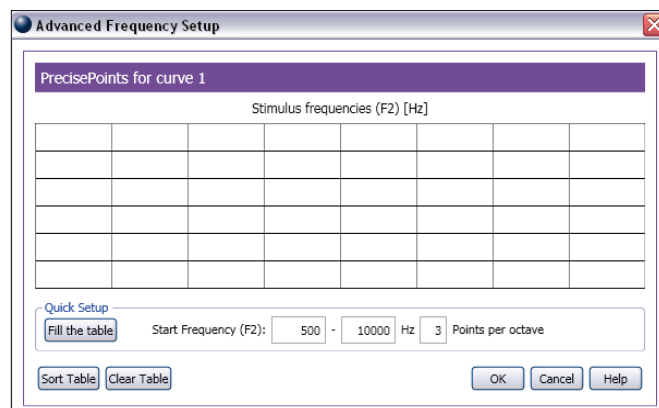 Advanced Frequency Setup
PrecisePoints for curve 1
Stimulus frequencies (F2) [Hz]
Quick Setup
Fill the table Start Frequency (F2): 500 - 10000 Hz 3 Points per octave
Sort Table Clear Table OK Cancel Help